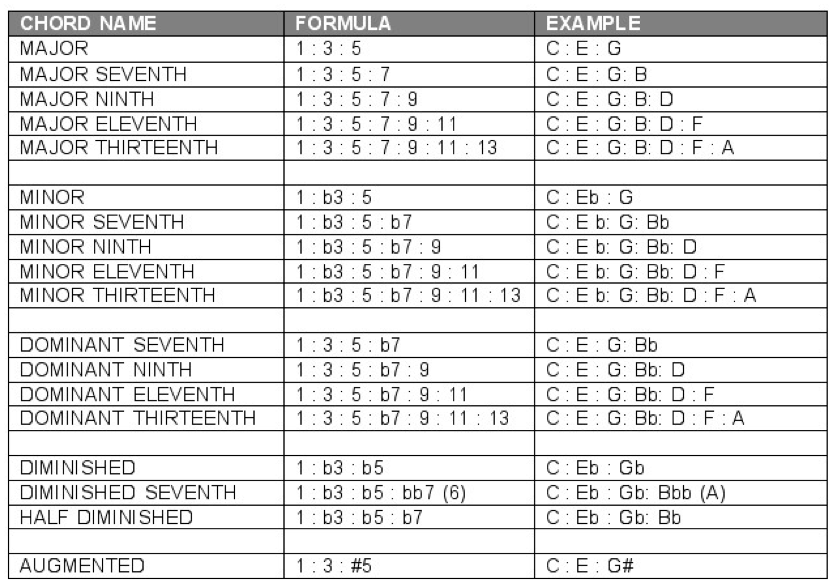 CHORD NAME FORMULA EXAMPLE
MAJOR 1 : 3 : 5 C : E : G
MAJOR SEVENTH 1 : 3 : 5 : 7 C : E : G: B
MAJOR NINTH 1 : 3 : 5 : 7 : 9 C : E : G: B: D
MAJOR ELEVENTH 1 : 3 : 5 : 7 : 9 : 11 C : E : G: B: D : F
MAJOR THIRTEENTH 1 : 3 : 5 : 7 : 9 : 11 : 13 C : E : G: B: D : F : A
MINOR 1 : b3 : 5 C : Eb : G
MINOR SEVENTH 1 : b3 : 5 : b7 C : E b: G: Bb
MINOR NINTH 1 : b3 : 5 : b7 : 9 C : E b: G: Bb: D
MINOR ELEVENTH 1 : b3 : 5 : b7 : 9 : 11 C : E b: G: Bb: D : F
MINOR THIRTEENTH 1 : b3 : 5 : b7 : 9 : 11 : 13 C : E b: G: Bb: D : F : A
DOMINANT SEVENTH 1 : 3 : 5 : b7 C : E : G: Bb
DOMINANT NINTH 1 : 3 : 5 : b7 : 9 C : E : G: Bb: D
DOMINANT ELEVENTH 1 : 3 : 5 : b7 : 9 : 11 C : E : G: Bb: D : F
DOMINANT THIRTEENTH 1 : 3 : 5 : b7 : 9 : 11 : 13 C : E : G: Bb: D : F : A
DIMINISHED 1 : b3 : b5 C : Eb : Gb
DIMINISHED SEVENTH 1 : b3 : b5 : bb7 (6) C : Eb : Gb: Bbb (A)
HALF DIMINISHED 1 : b3 : b5 : b7 C : Eb : Gb: Bb
AUGMENTED 1 : 3 : #5 C : E : G#